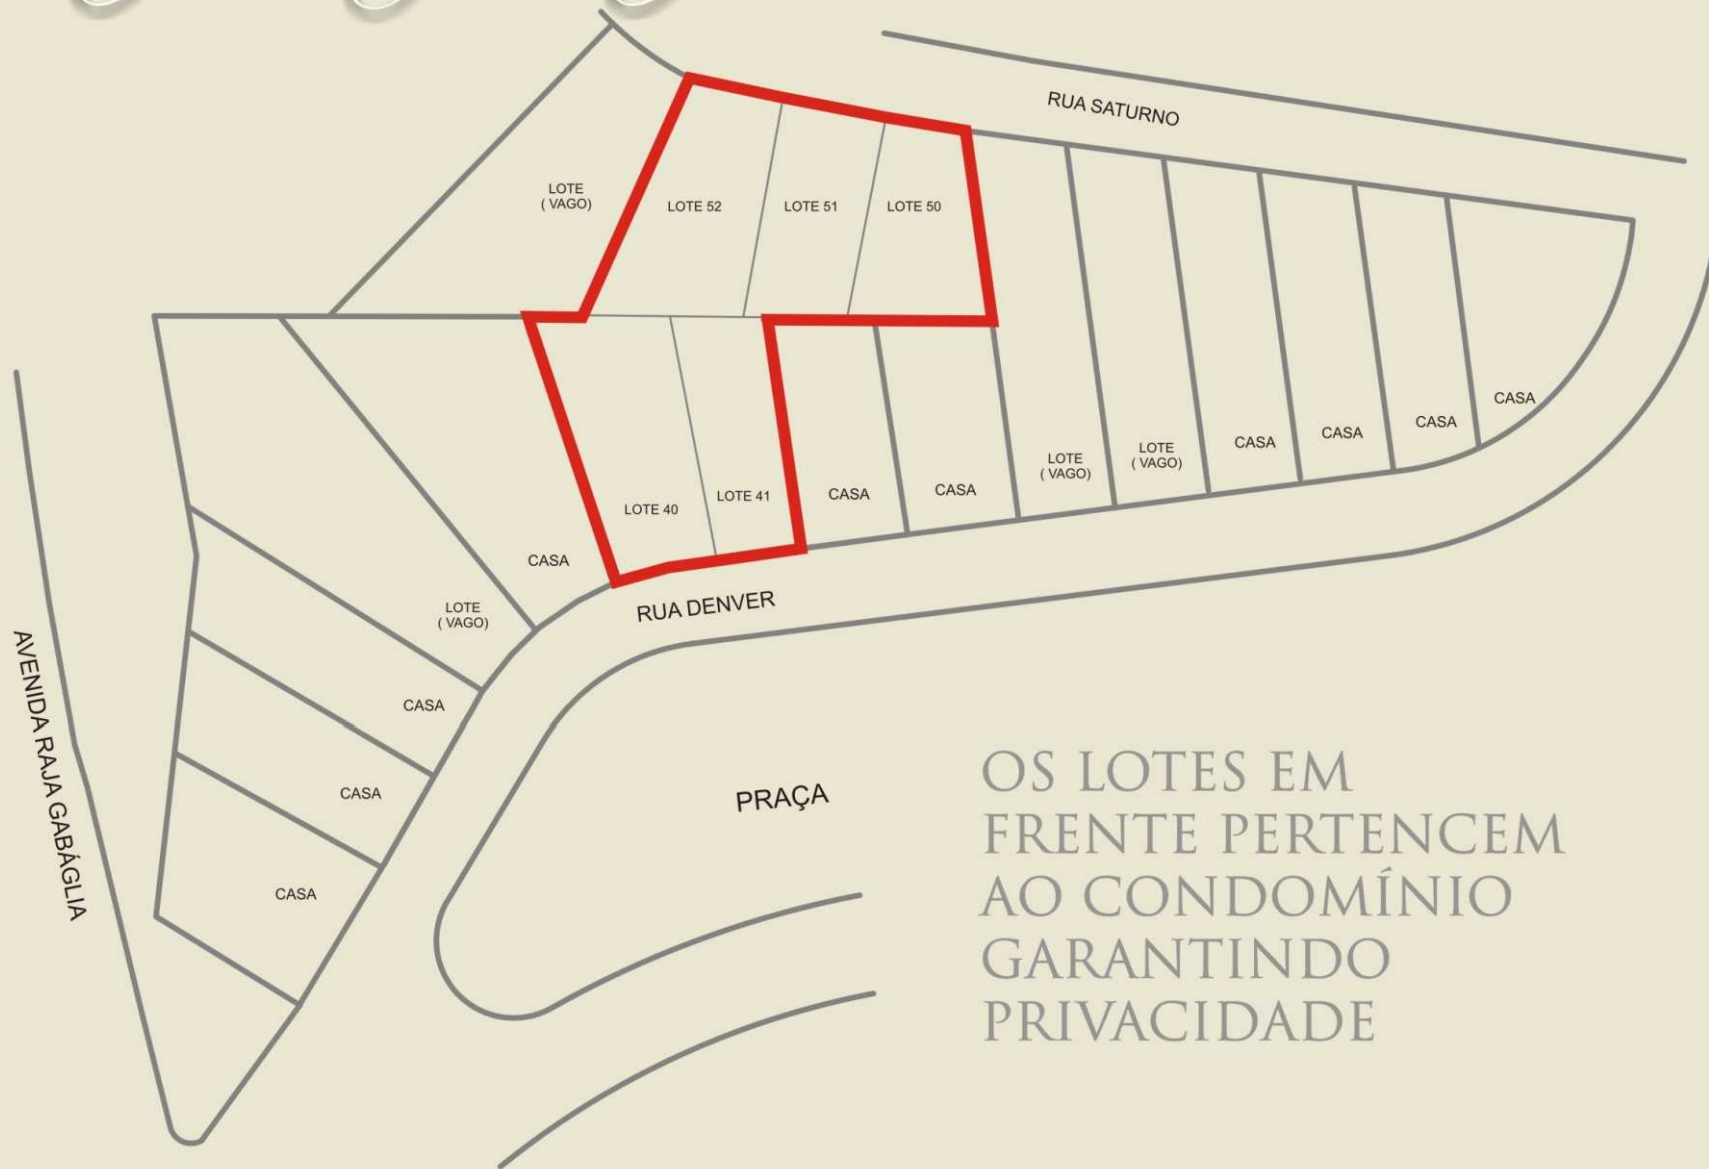 RUA SATURNO
LOTE
( VAGO)
LOTE 52
LOTE 51
LOTE 50
LOTE 40
LOTE 41
CASA
CASA
LOTE
( VAGO)
LOTE
( VAGO)
CASA
CASA
CASA
CASA
CASA
LOTE
( VAGO)
CASA
CASA
CASA
RUA DENVER
AVENIDA RAJA GABÁGLIA
PRAÇA
OS LOTES EM
FRENTE PERTENCEM
AO CONDOMÍNIO
GARANTINDO
PRIVACIDADE